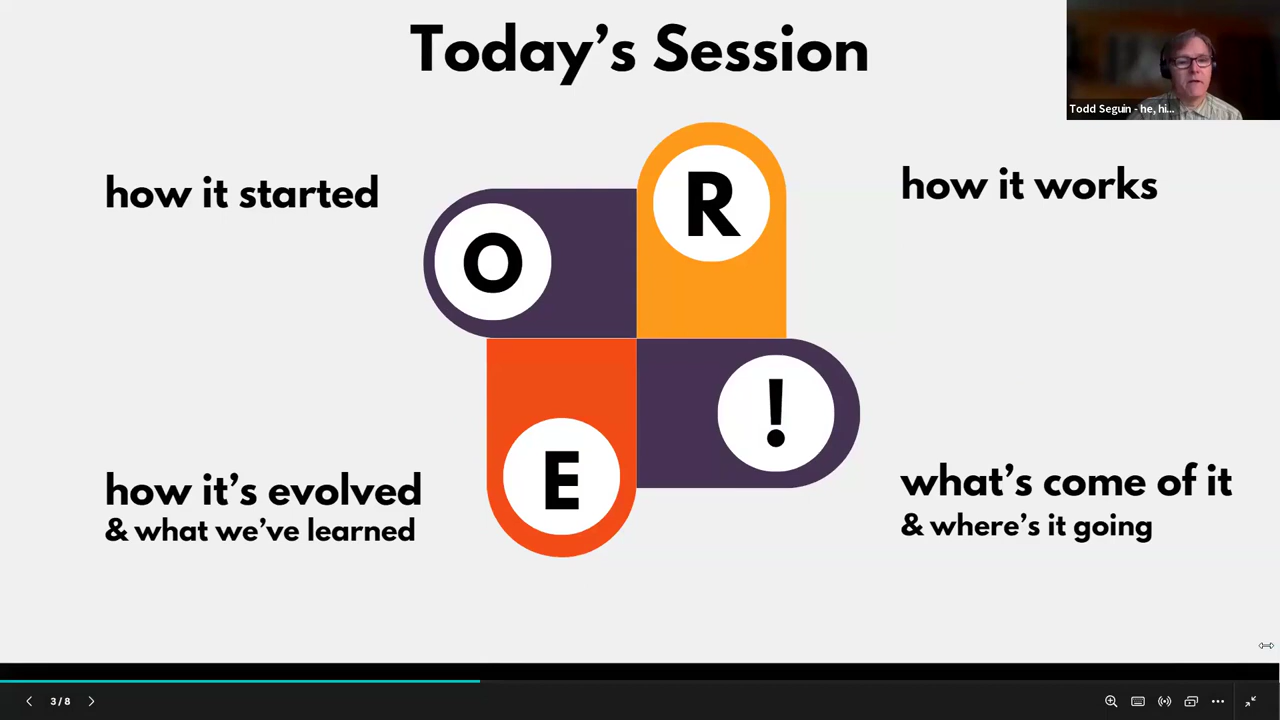 Today's Session
Todd Seguin - he, hi...
how it started
O
R
how it works
how it's evolved
& what we've learned
E
!
what's come of it
& where's it going
3 / 8